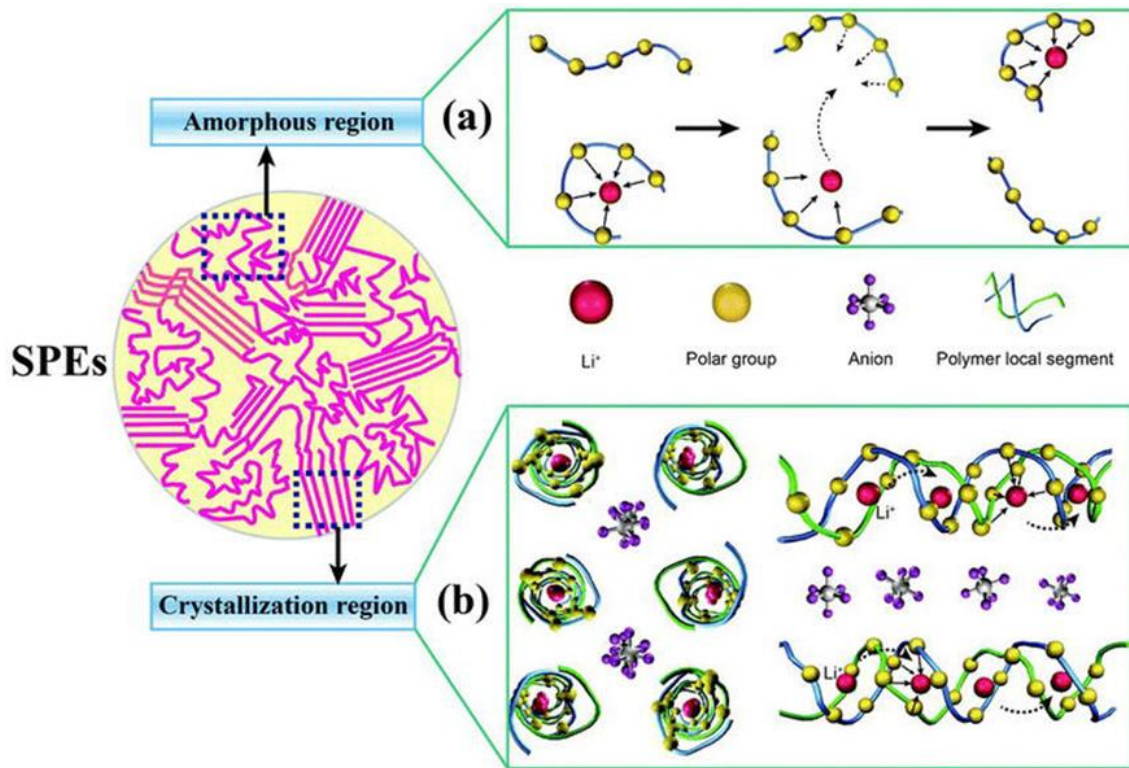 Amorphous region
(a)
SPEs
Li⁺
Polar group
Anion
Polymer local segment
Crystallization region
(b)
Li⁺
Li⁺